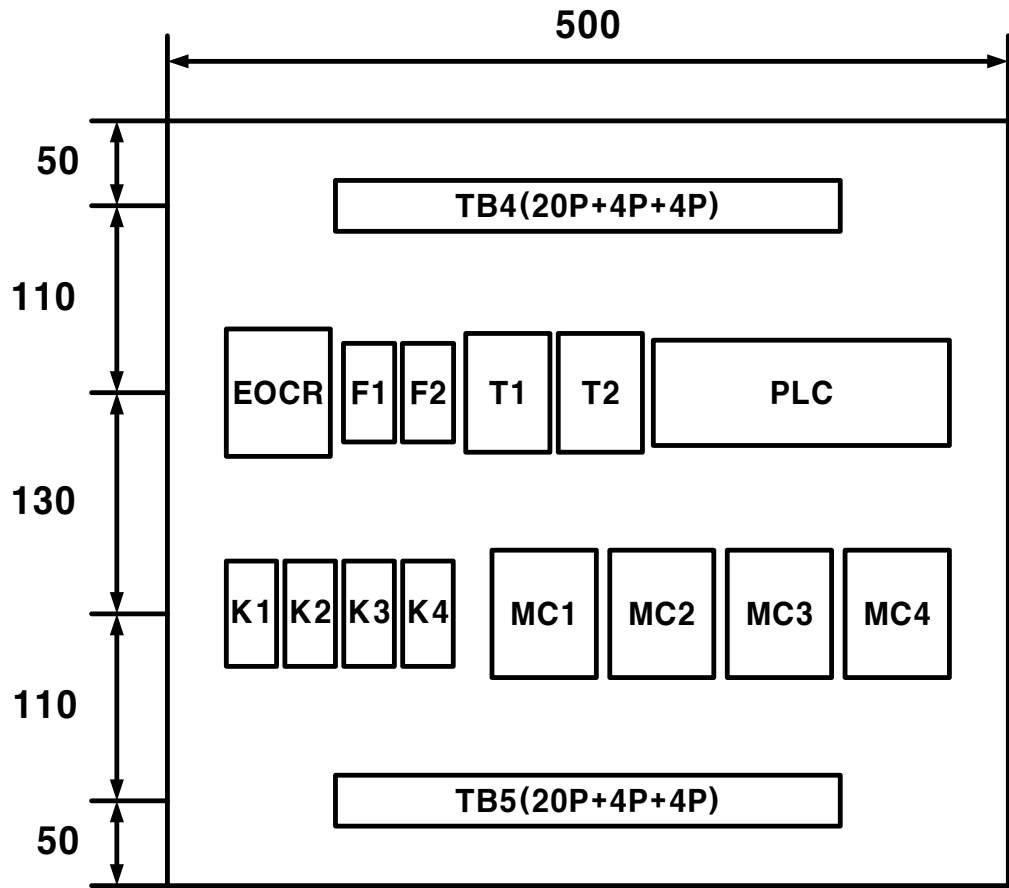 500
50
TB4(20P+4P+4P)
110
EOCR F1 F2 T1 T2 PLC
130
K1 K2 K3 K4 MC1 MC2 MC3 MC4
110
TB5(20P+4P+4P)
50